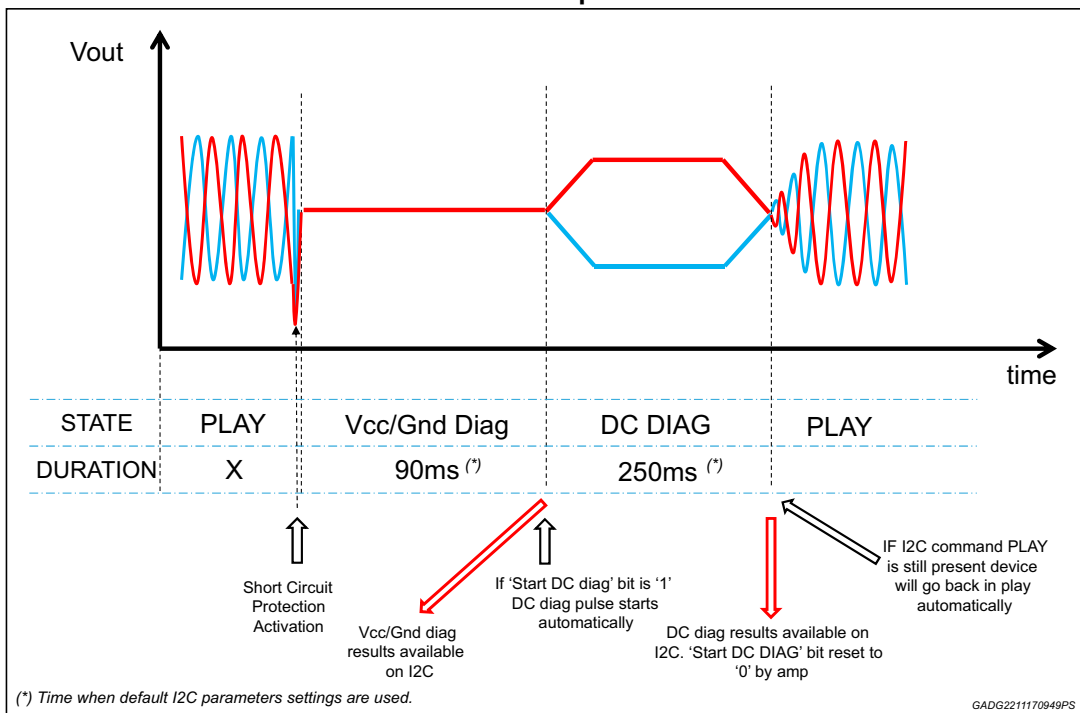 Vout
time
STATE PLAY Vcc/Gnd Diag DC DIAG PLAY
DURATION X 90ms (*) 250ms (*)
Short Circuit
Protection
Activation
Vcc/Gnd diag
results available
on I2C
If ‘Start DC diag’ bit is ‘1’
DC diag pulse starts
automatically
DC diag results available on
I2C. ‘Start DC DIAG’ bit reset to
‘0’ by amp
IF I2C command PLAY
is still present device
will go back in play
automatically
(*) Time when default I2C parameters settings are used.
GADG2211170949PS